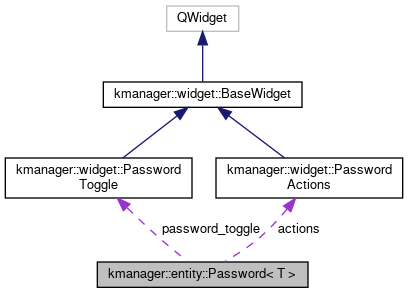 QWidget
kmanager::widget::BaseWidget
kmanager::widget::Password
Toggle
kmanager::widget::Password
Actions
password_toggle
actions
kmanager::entity::Password< T >